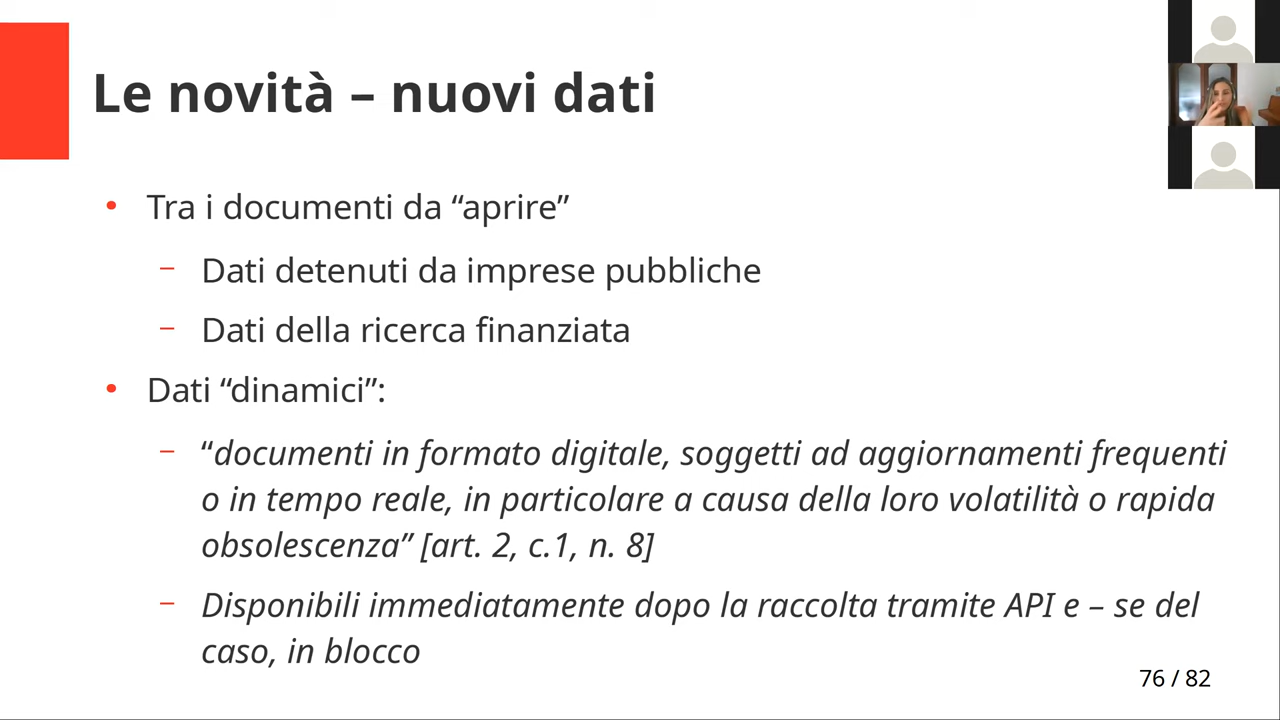 Le novità – nuovi dati
• Tra i documenti da “aprire”
– Dati detenuti da imprese pubbliche
– Dati della ricerca finanziata
• Dati “dinamici”:
– “documenti in formato digitale, soggetti ad aggiornamenti frequenti
o in tempo reale, in particolare a causa della loro volatilità o rapida
obsolescenza” [art. 2, c.1, n. 8]
– Disponibili immediatamente dopo la raccolta tramite API e – se del
caso, in blocco
76 / 82